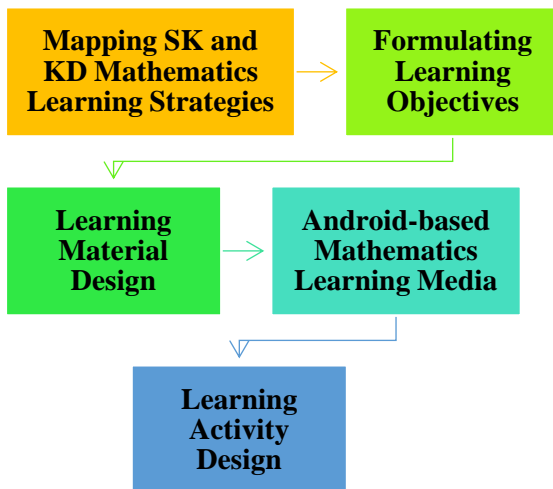 Mapping SK and
KD Mathematics
Learning Strategies
Formulating
Learning
Objectives
Learning
Material
Design
Android-based
Mathematics
Learning Media
Learning
Activity
Design